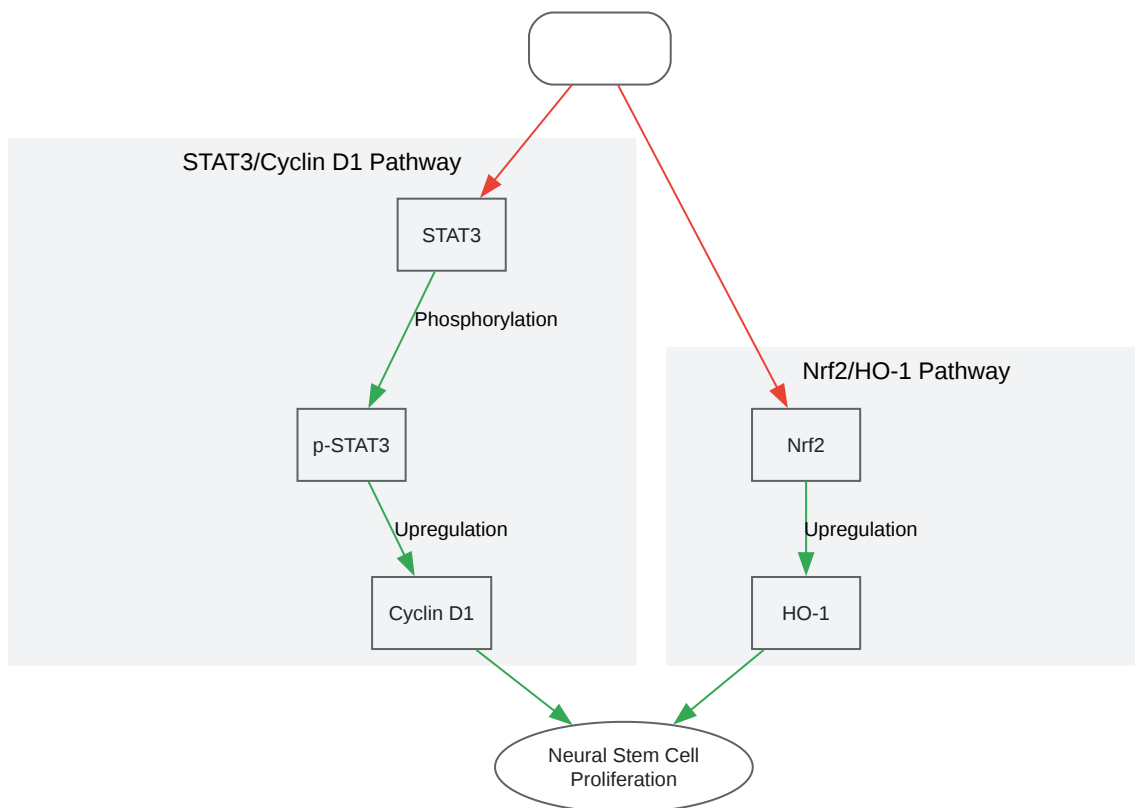 STAT3/Cyclin D1 Pathway
STAT3
Phosphorylation
p-STAT3
Upregulation
Cyclin D1
Nrf2/HO-1 Pathway
Nrf2
Upregulation
HO-1
Neural Stem Cell
Proliferation